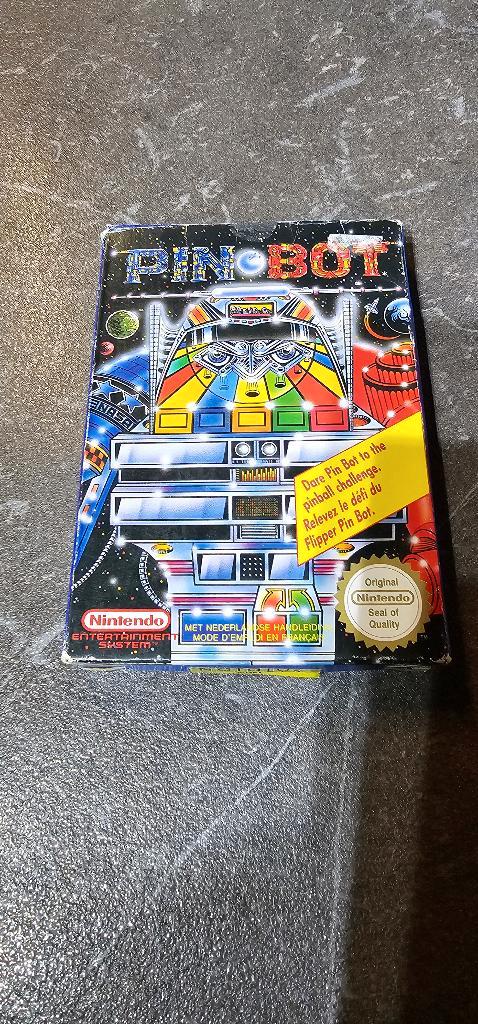 PIN BOT
NASA
Dare Pin Bot to the
pinball challenge.
Relevez le défi du
Flipper Pin Bot.
Original
Nintendo
Seal of
Quality
Nintendo
ENTERTAINMENT
SYSTEM
MET NEDERLANDSE HANDLEIDING
MODE D'EMPLOI EN FRANÇAIS